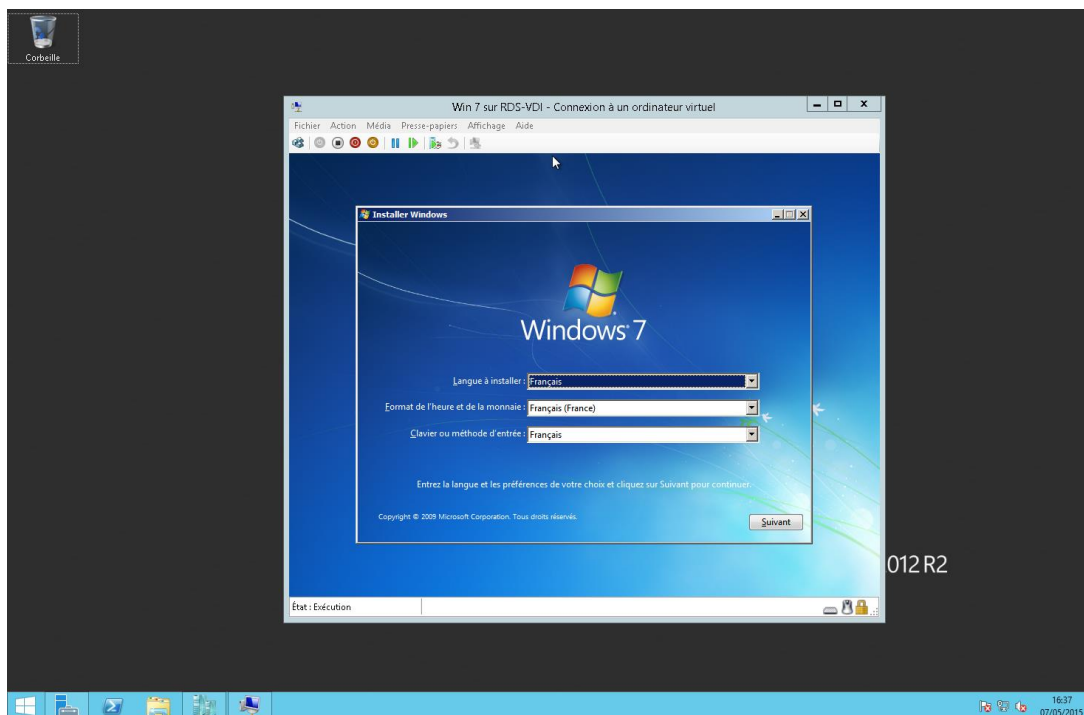 Corbeille
Win 7 sur RDS-VDI - Connexion à un ordinateur virtuel
Fichier Action Média Presse-papiers Affichage Aide
Installer Windows
Windows 7
Langue à installer : Français
Format de l'heure et de la monnaie : Français (France)
Clavier ou méthode d'entrée : Français
Entrez la langue et les préférences de votre choix et cliquez sur Suivant pour continuer.
Copyright © 2009 Microsoft Corporation. Tous droits réservés.
Suivant
012 R2
État : Exécution
16:37
07/05/2015